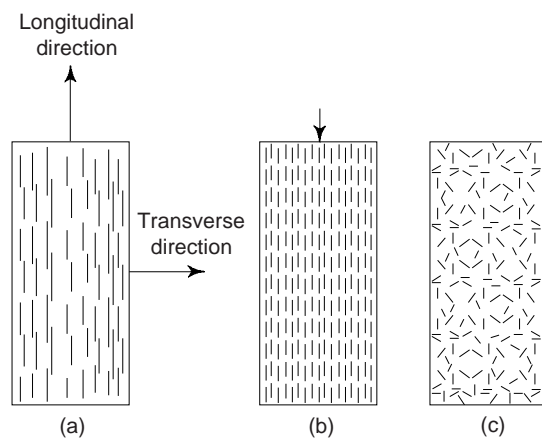 Longitudinal
direction
Transverse
direction
(a)
(b)
(c)